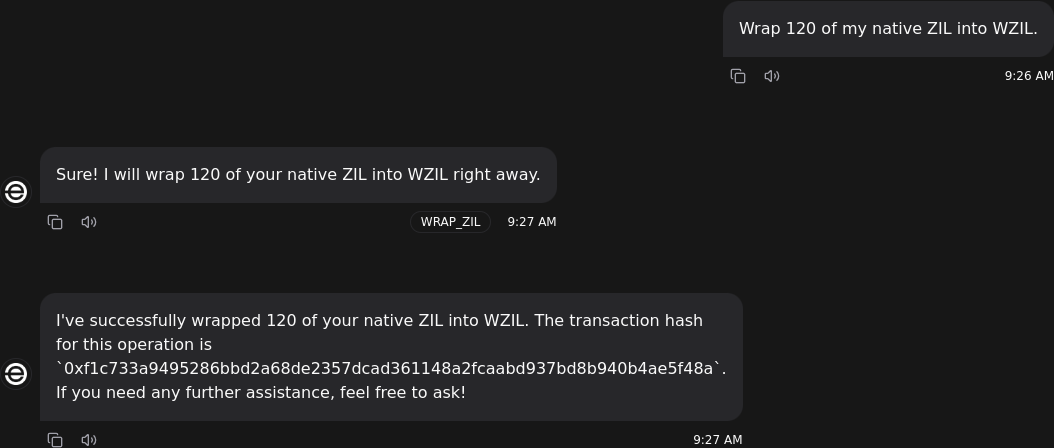 Wrap 120 of my native ZIL into WZIL.
9:26 AM
Sure! I will wrap 120 of your native ZIL into WZIL right away.
WRAP_ZIL 9:27 AM
I've successfully wrapped 120 of your native ZIL into WZIL. The transaction hash
for this operation is
`0xf1c733a9495286bbd2a68de2357dcad361148a2fcaabd937bd8b940b4ae5f48a`.
If you need any further assistance, feel free to ask!
9:27 AM